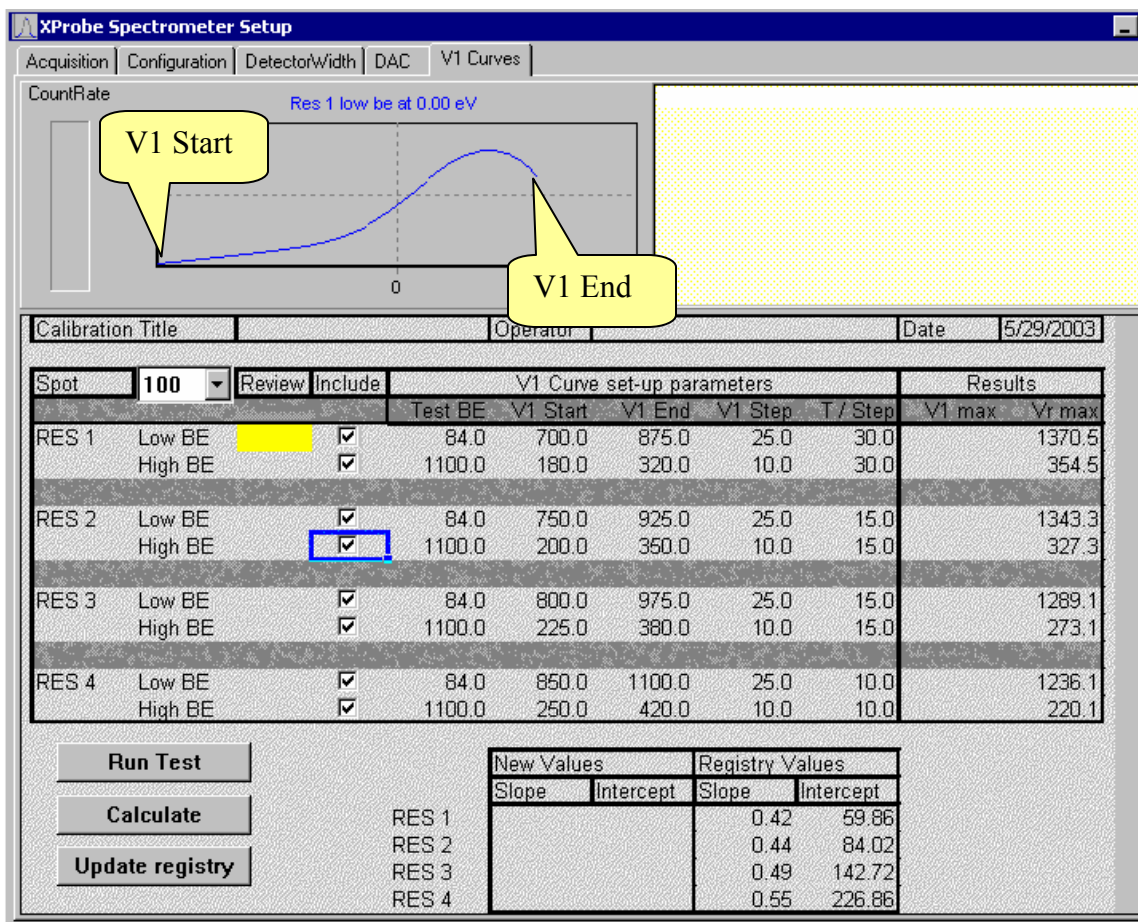 XProbe Spectrometer Setup
Acquisition Configuration DetectorWidth DAC V1 Curves
CountRate
Res 1 low be at 0.00 eV
V1 Start
V1 End
0
Calibration Title Operator Date 5/29/2003
Spot 100 Review Include V1 Curve set-up parameters Results
Test BE V1 Start V1 End V1 Step T / Step V1 max Vr max
RES 1 Low BE 84.0 700.0 875.0 25.0 30.0 1370.5
High BE 1100.0 180.0 320.0 10.0 30.0 354.5
RES 2 Low BE 84.0 750.0 925.0 25.0 15.0 1343.3
High BE 1100.0 200.0 350.0 10.0 15.0 327.3
RES 3 Low BE 84.0 800.0 975.0 25.0 15.0 1289.1
High BE 1100.0 225.0 380.0 10.0 15.0 273.1
RES 4 Low BE 84.0 850.0 1100.0 25.0 10.0 1236.1
High BE 1100.0 250.0 420.0 10.0 10.0 220.1
Run Test
Calculate
Update registry
New Values Registry Values
Slope Intercept Slope Intercept
RES 1 0.42 59.86
RES 2 0.44 84.02
RES 3 0.49 142.72
RES 4 0.55 226.86